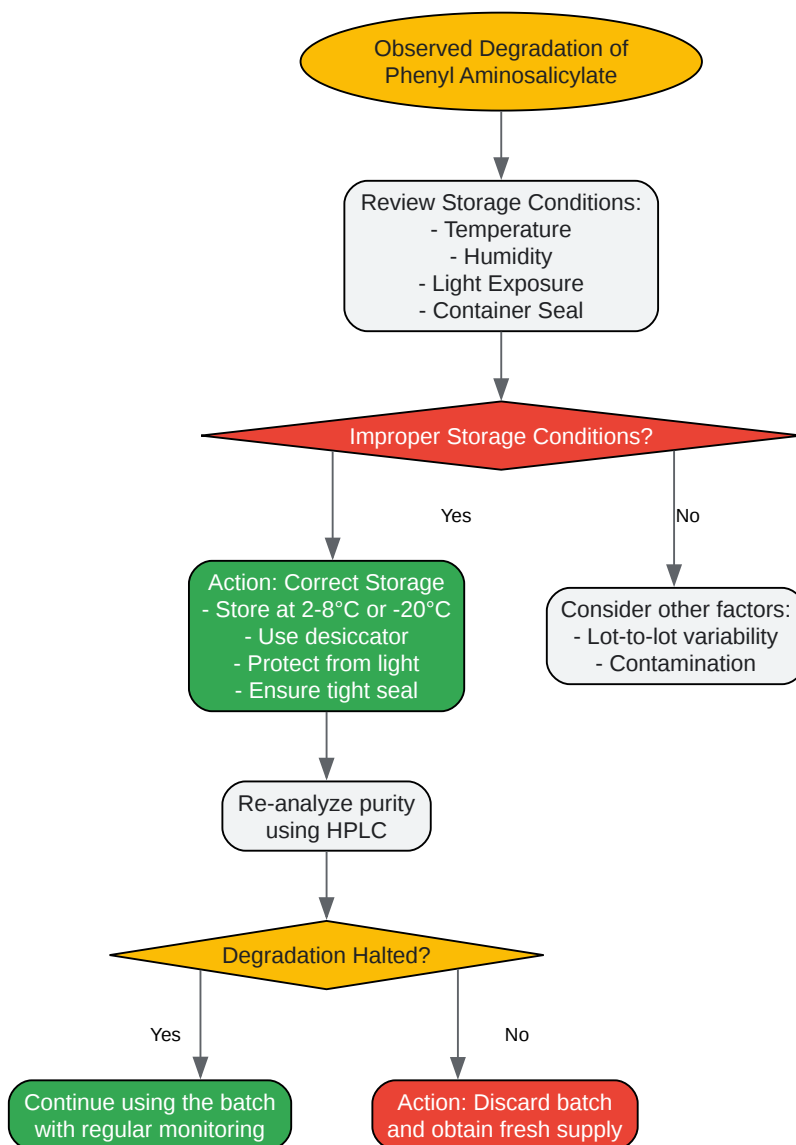 Observed Degradation of
Phenyl Aminosalicylate
Review Storage Conditions:
- Temperature
- Humidity
- Light Exposure
- Container Seal
Improper Storage Conditions?
Yes
No
Action: Correct Storage
- Store at 2-8°C or -20°C
- Use desiccator
- Protect from light
- Ensure tight seal
Consider other factors:
- Lot-to-lot variability
- Contamination
Re-analyze purity
using HPLC
Degradation Halted?
Yes
No
Continue using the batch
with regular monitoring
Action: Discard batch
and obtain fresh supply